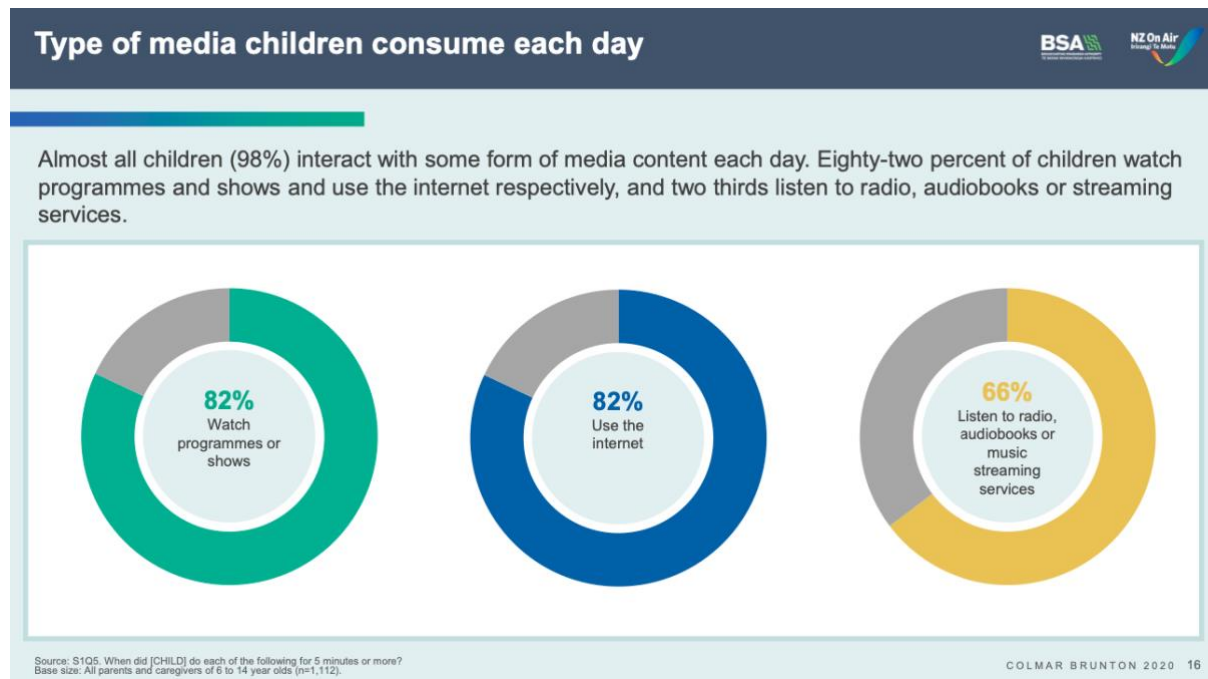 Type of media children consume each day
BSA
NZ On Air
Irirangi Te Motu
Almost all children (98%) interact with some form of media content each day. Eighty-two percent of children watch
programmes and shows and use the internet respectively, and two thirds listen to radio, audiobooks or streaming
services.
82%
Watch
programmes or
shows
82%
Use the
internet
66%
Listen to radio,
audiobooks or
music
streaming
services
Source: S1Q5. When did [CHILD] do each of the following for 5 minutes or more?
Base size: All parents and caregivers of 6 to 14 year olds (n=1,112).
COLMAR BRUNTON 2020 16